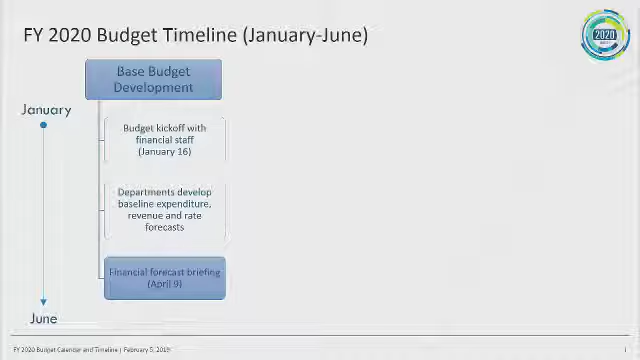 FY 2020 Budget Timeline (January-June)
2020
Base Budget
Development
January
Budget kickoff with
financial staff
(January 16)
Departments develop
baseline expenditure,
revenue and rate
forecasts
Financial forecast briefing
(April 9)
June
FY 2020 Budget Calendar and Timeline | February 5, 2019